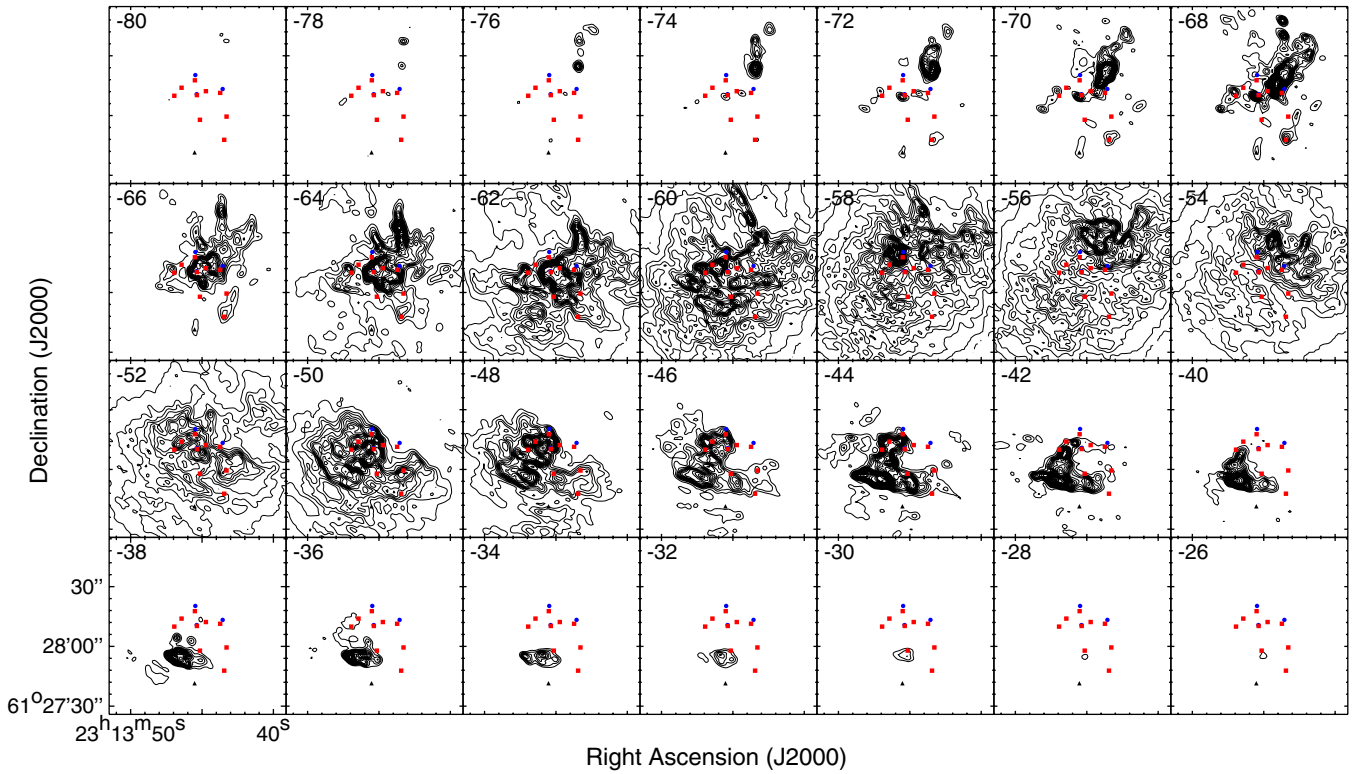 -80 -78 -76 -74 -72 -70 -68
-66 -64 -62 -60 -58 -56 -54
-52 -50 -48 -46 -44 -42 -40
-38 -36 -34 -32 -30 -28 -26
Declination (J2000)
30’’
28’00’’
61°27’30’’
23ʰ13ᵐ50ˢ 40ˢ
Right Ascension (J2000)